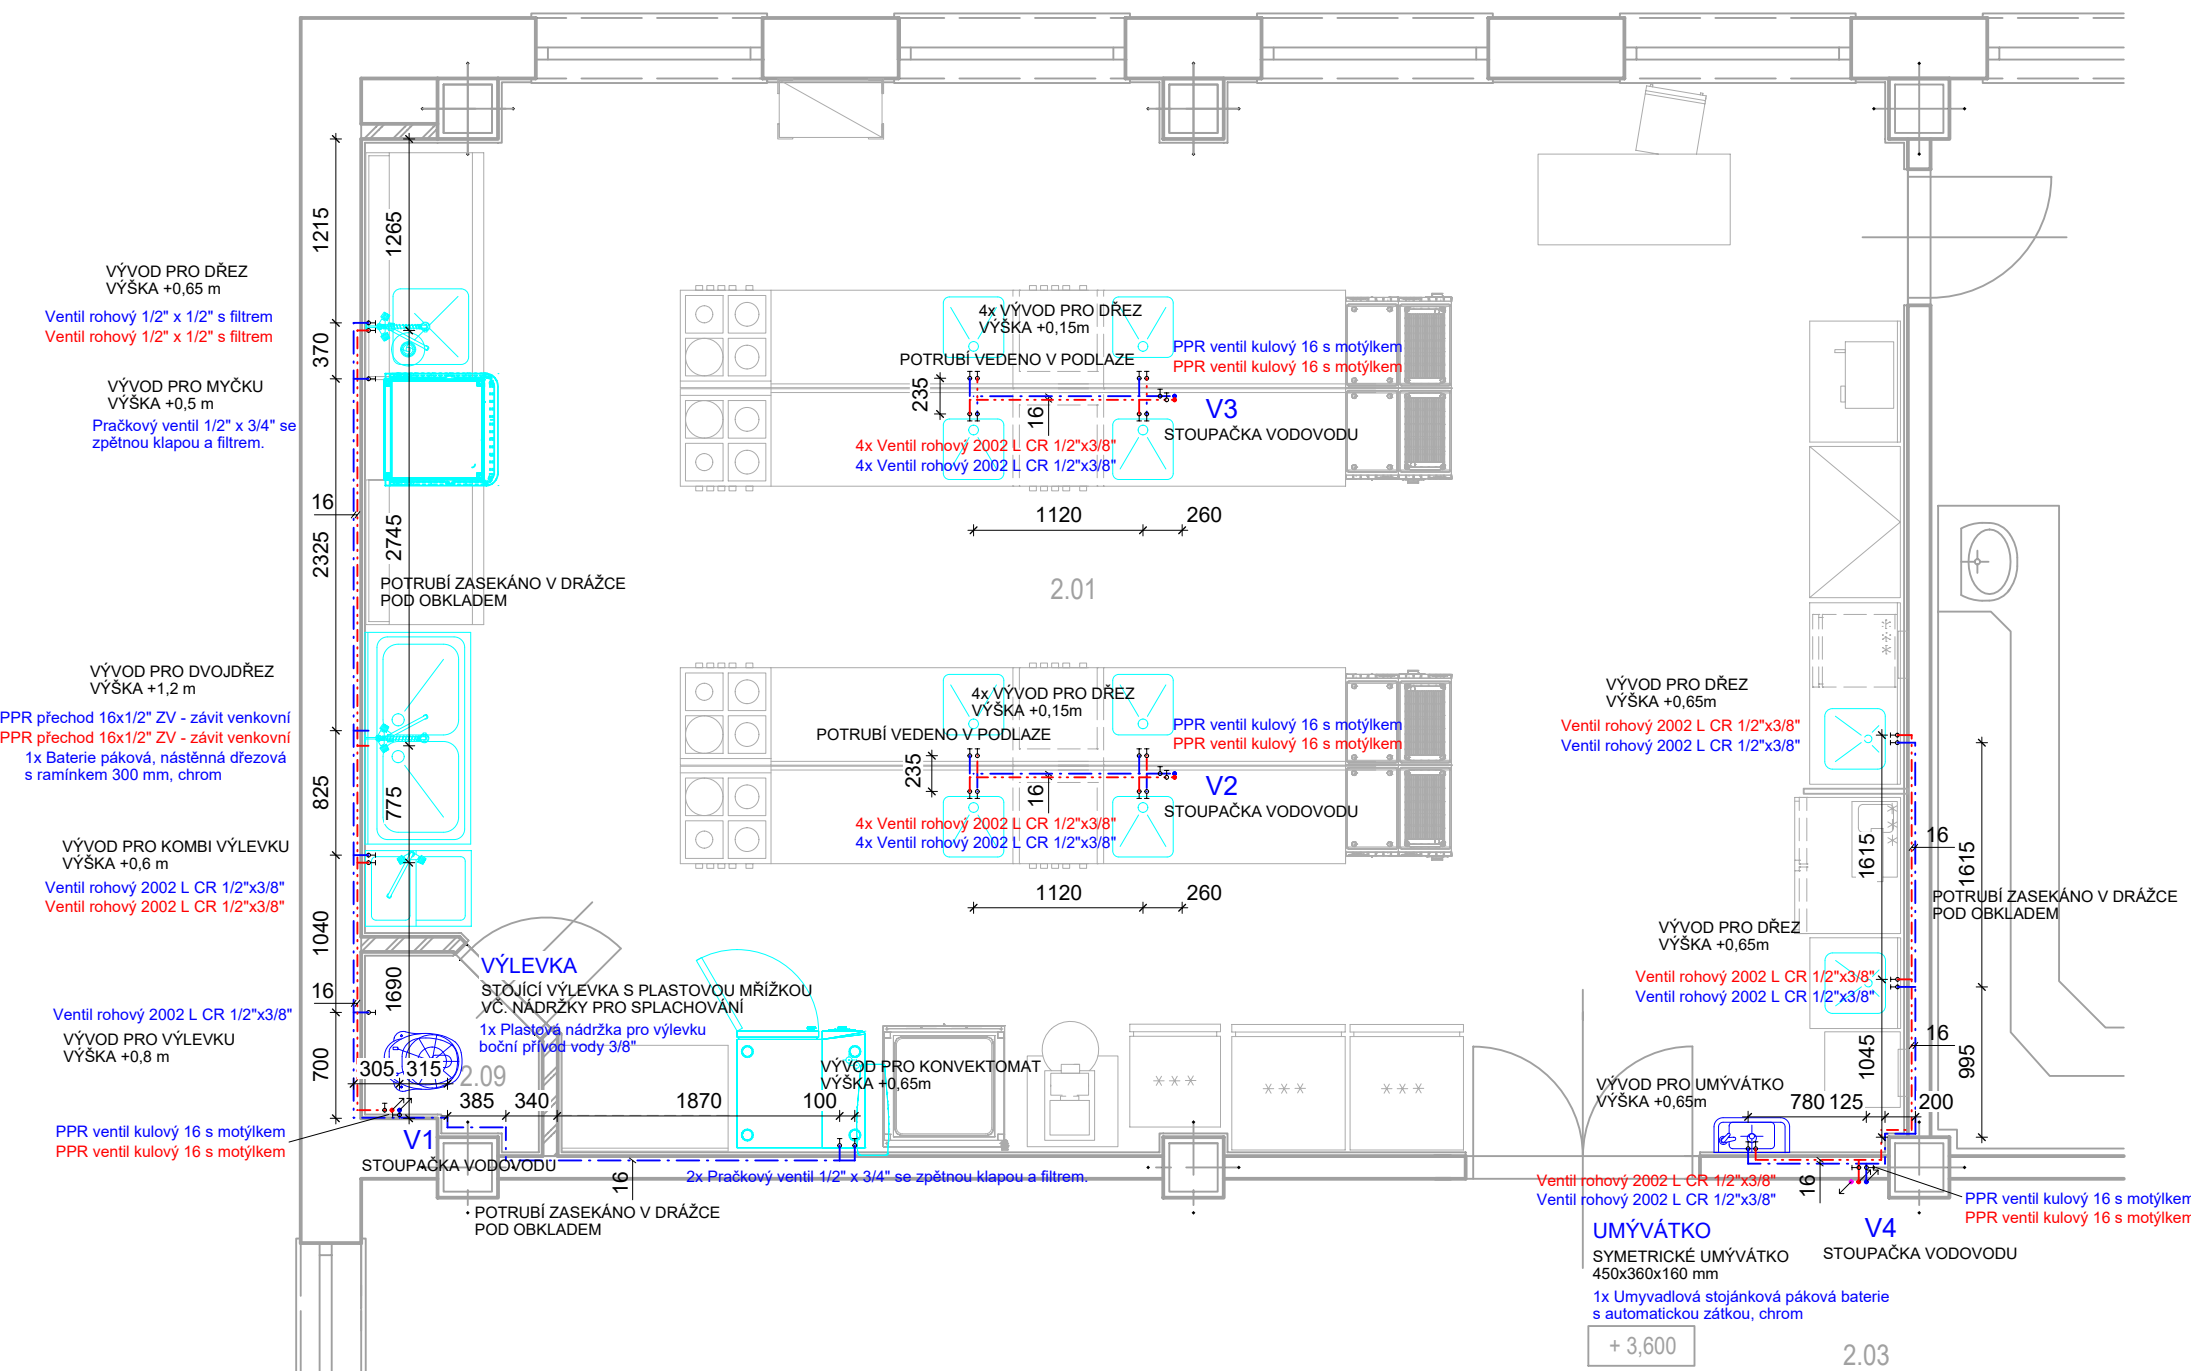 1215
1265
VÝVOD PRO DŘEZ
VÝŠKA +0,65 m
Ventil rohový 1/2" x 1/2" s filtrem
Ventil rohový 1/2" x 1/2" s filtrem
370
VÝVOD PRO MYČKU
VÝŠKA +0,5 m
Pračkový ventil 1/2" x 3/4" se
zpětnou klapou a filtrem.
16
2325
2745
POTRUBÍ ZASEKÁNO V DRÁŽCE
POD OBKLADEM
VÝVOD PRO DVOJDŘEZ
VÝŠKA +1,2 m
PPR přechod 16x1/2" ZV - závit venkovní
PPR přechod 16x1/2" ZV - závit venkovní
1x Baterie páková, nástěnná dřezová
s ramínkem 300 mm, chrom
825
775
VÝVOD PRO KOMBI VÝLEVKU
VÝŠKA +0,6 m
Ventil rohový 2002 L CR 1/2"x3/8"
Ventil rohový 2002 L CR 1/2"x3/8"
1040
1690
16
Ventil rohový 2002 L CR 1/2"x3/8"
VÝVOD PRO VÝLEVKU
VÝŠKA +0,8 m
700
305
315
2.09
385
340
1870
100
PPR ventil kulový 16 s motýlkem
PPR ventil kulový 16 s motýlkem
V1
STOUPAČKA VODOVODU
VÝLEVKA
STOJÍCÍ VÝLEVKA S PLASTOVOU MŘÍŽKOU
VČ. NÁDRŽKY PRO SPLACHOVÁNÍ
1x Plastová nádržka pro výlevku
boční přívod vody 3/8"
VÝVOD PRO KONVEKTOMAT
VÝŠKA +0,65m
2x Pračkový ventil 1/2" x 3/4" se zpětnou klapou a filtrem.
16
POTRUBÍ ZASEKÁNO V DRÁŽCE
POD OBKLADEM
4x VÝVOD PRO DŘEZ
VÝŠKA +0,15m
POTRUBÍ VEDENO V PODLAZE
PPR ventil kulový 16 s motýlkem
PPR ventil kulový 16 s motýlkem
235
16
V3
STOUPAČKA VODOVODU
4x Ventil rohový 2002 L CR 1/2"x3/8"
4x Ventil rohový 2002 L CR 1/2"x3/8"
1120
260
2.01
4x VÝVOD PRO DŘEZ
VÝŠKA +0,15m
POTRUBÍ VEDENO V PODLAZE
PPR ventil kulový 16 s motýlkem
PPR ventil kulový 16 s motýlkem
235
16
V2
STOUPAČKA VODOVODU
4x Ventil rohový 2002 L CR 1/2"x3/8"
4x Ventil rohový 2002 L CR 1/2"x3/8"
1120
260
VÝVOD PRO DŘEZ
VÝŠKA +0,65m
Ventil rohový 2002 L CR 1/2"x3/8"
Ventil rohový 2002 L CR 1/2"x3/8"
16
1615
1615
POTRUBÍ ZASEKÁNO V DRÁŽCE
POD OBKLADEM
VÝVOD PRO DŘEZ
VÝŠKA +0,65m
Ventil rohový 2002 L CR 1/2"x3/8"
Ventil rohový 2002 L CR 1/2"x3/8"
16
1045
995
VÝVOD PRO UMÝVÁTKO
VÝŠKA +0,65m
780
125
200
Ventil rohový 2002 L CR 1/2"x3/8"
Ventil rohový 2002 L CR 1/2"x3/8"
16
PPR ventil kulový 16 s motýlkem
PPR ventil kulový 16 s motýlkem
UMÝVÁTKO
V4
SYMETRICKÉ UMÝVÁTKO
450x360x160 mm
STOUPAČKA VODOVODU
1x Umyvadlová stojánková páková baterie
s automatickou zátkou, chrom
+ 3,600
2.03